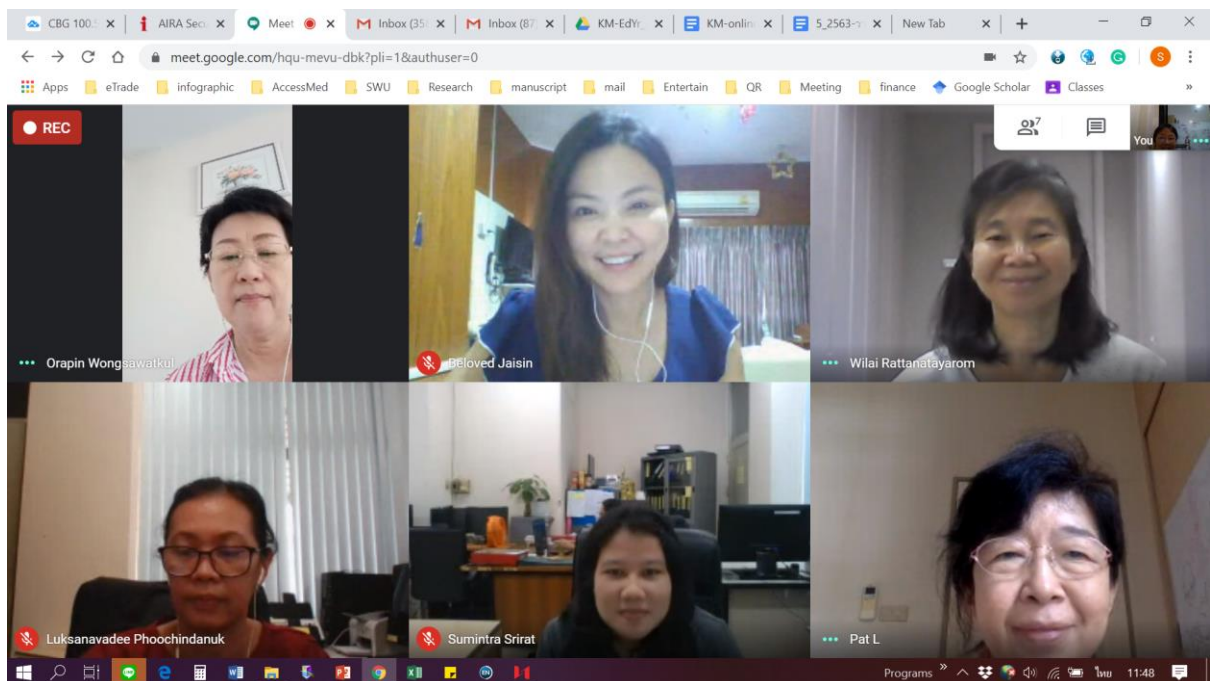 CBG 100.
AIRA Secu
Meet
Inbox (35
Inbox (87
KM-EdYr_
KM-onlin
5_2563-
New Tab
meet.google.com/hqu-mevu-dbk?pli=1&authuser=0
S
Apps
eTrade
infographic
AccessMed
SWU
Research
manuscript
mail
Entertain
QR
Meeting
finance
Google Scholar
Classes
»
REC
7
You
Orapin Wongsawatkul
Beloved Jaisin
Wilai Rattanatayarom
Luksanavadee Phoochindanuk
Sumintra Srirat
Pat L
Programs »
ไทย
11:48